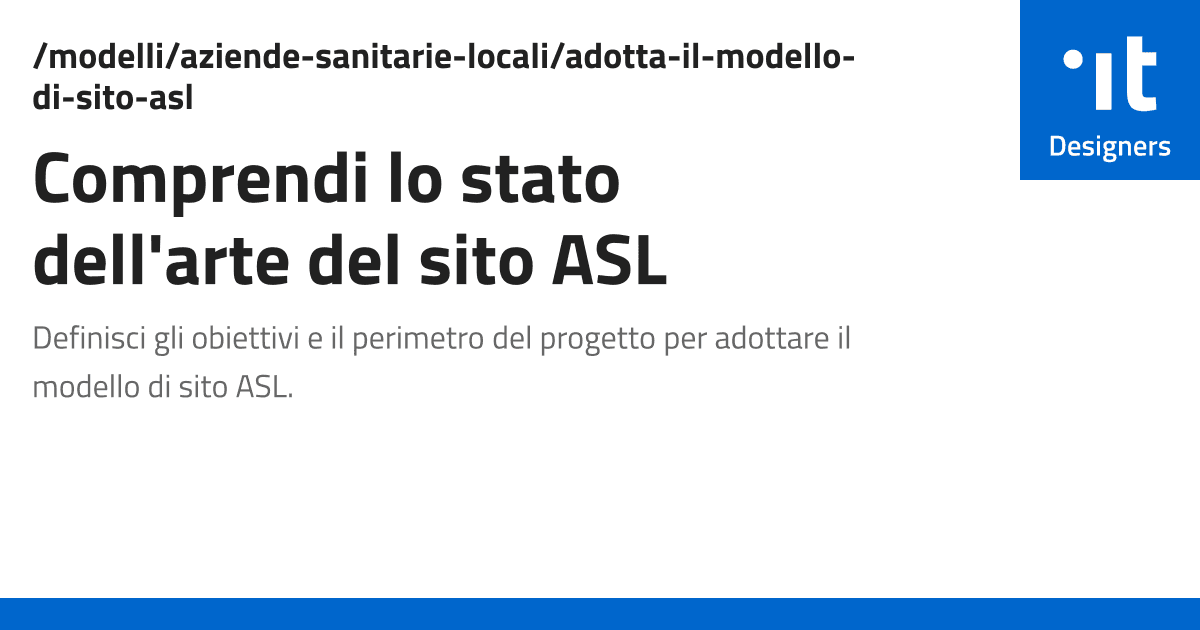 /modelli/aziende-sanitarie-locali/adotta-il-modello-
di-sito-asl
Comprendi lo stato
dell'arte del sito ASL
Definisci gli obiettivi e il perimetro del progetto per adottare il
modello di sito ASL.
it
Designers